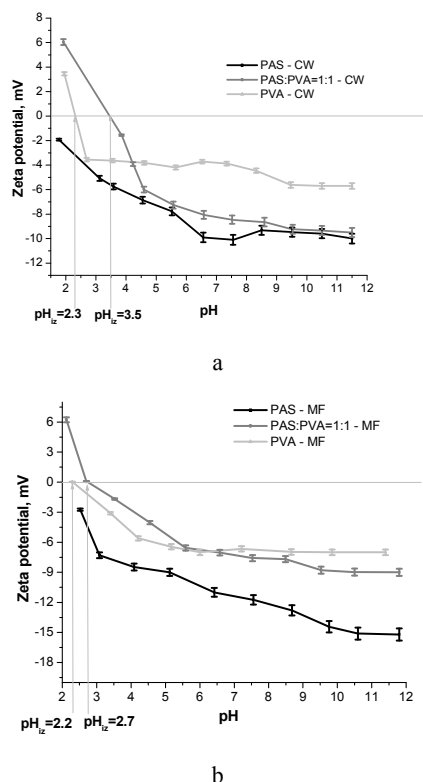 8
6
4
2
0
-2
-4
-6
-8
-10
-12
Zeta potential, mV
PAS - CW
PAS:PVA=1:1 - CW
PVA - CW
2 3 4 5 6 7 8 9 10 11 12
pH_iz=2.3 pH_iz=3.5 pH
a
6
3
0
-3
-6
-9
-12
-15
-18
Zeta potential, mV
PAS - MF
PAS:PVA=1:1 - MF
PVA - MF
2 3 4 5 6 7 8 9 10 11 12
pH_iz=2.2 pH_iz=2.7 pH
b